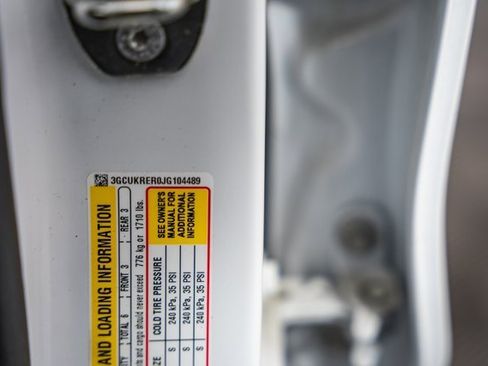 3GCUKRER0JG104489
AND LOADING INFORMATION
TOTAL 6 FRONT 3 REAR 3
and cargo should never exceed 776 kg or 1710 lbs.
COLD TIRE PRESSURE
240 kPa, 35 PSI
240 kPa, 35 PSI
240 kPa, 35 PSI
S
S
S
SEE OWNER'S
MANUAL FOR
ADDITIONAL
INFORMATION